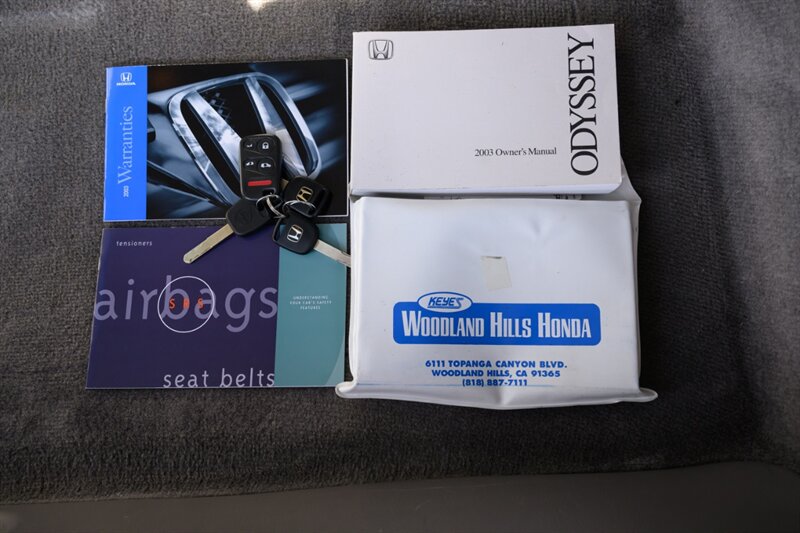 HONDA
2003 Warranties
ODYSSEY
2003 Owner's Manual
tensioners
airbags
SRS
UNDERSTANDING
YOUR CAR'S SAFETY
FEATURES
seat belts
KEYES
WOODLAND HILLS HONDA
6111 TOPANGA CANYON BLVD.
WOODLAND HILLS, CA 91365
(818) 887-7111